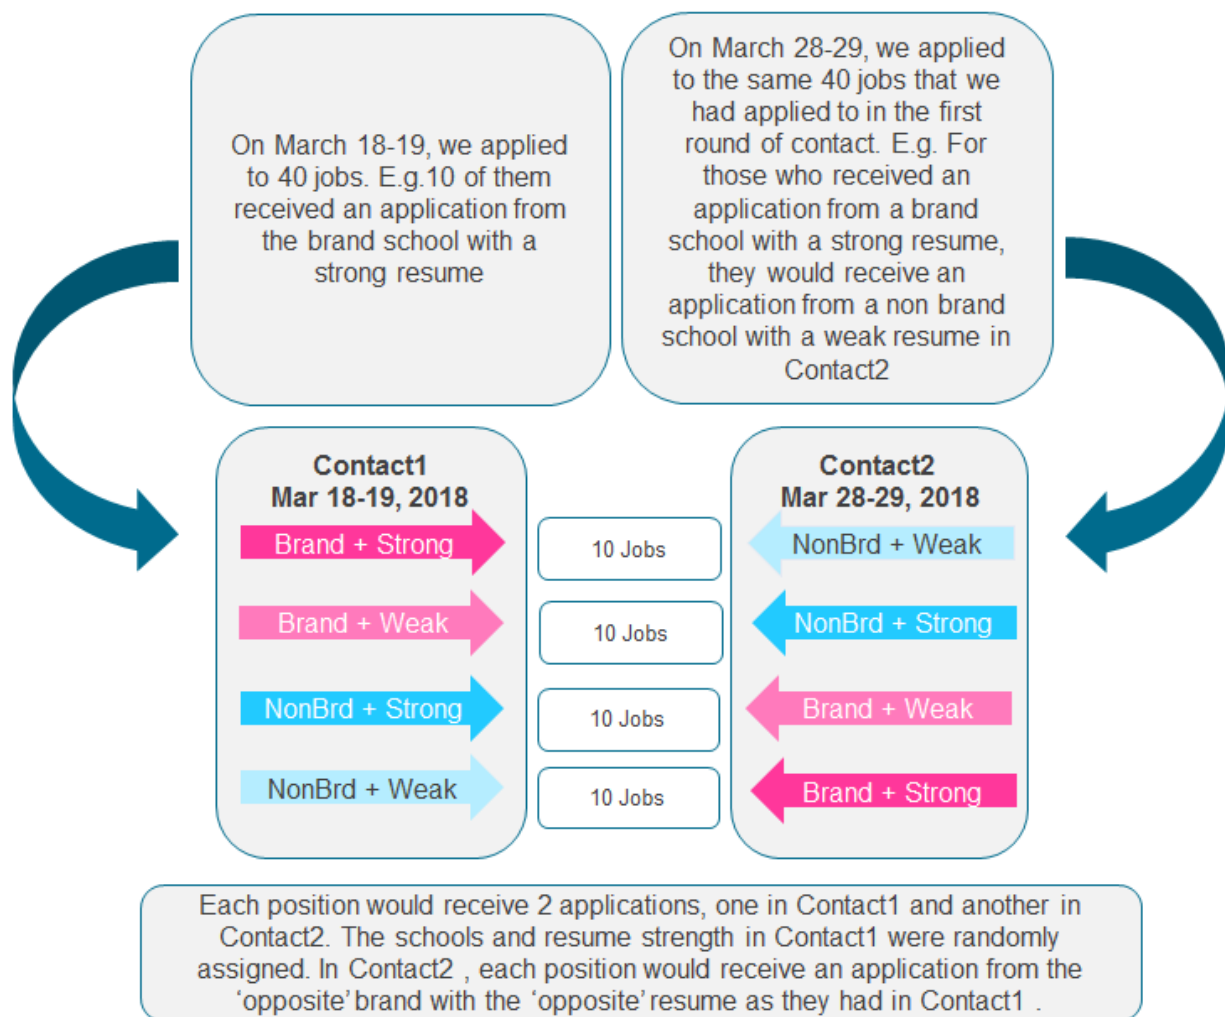 On March 18-19, we applied
to 40 jobs. E.g.10 of them
received an application from
the brand school with a
strong resume
On March 28-29, we applied
to the same 40 jobs that we
had applied to in the first
round of contact. E.g. For
those who received an
application from a brand
school with a strong resume,
they would receive an
application from a non brand
school with a weak resume in
Contact2
Contact1
Mar 18-19, 2018
Contact2
Mar 28-29, 2018
Brand + Strong
10 Jobs
NonBrd + Weak
Brand + Weak
10 Jobs
NonBrd + Strong
NonBrd + Strong
10 Jobs
Brand + Weak
NonBrd + Weak
10 Jobs
Brand + Strong
Each position would receive 2 applications, one in Contact1 and another in
Contact2. The schools and resume strength in Contact1 were randomly
assigned. In Contact2 , each position would receive an application from the
‘opposite’ brand with the ‘opposite’ resume as they had in Contact1 .